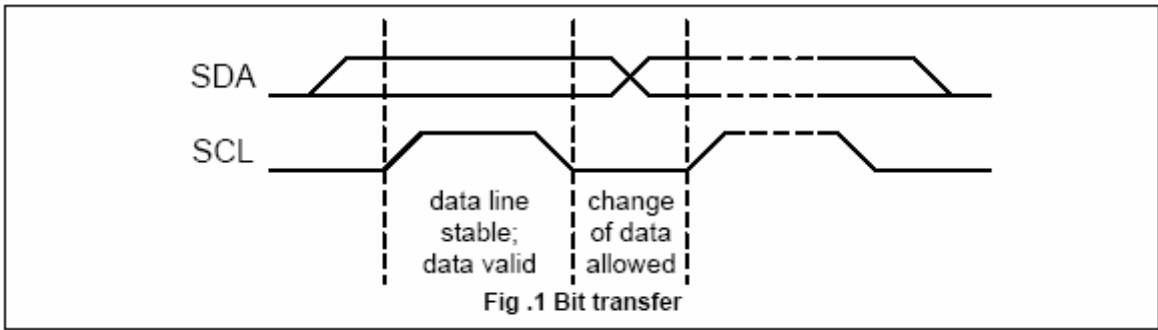 SDA
SCL
data line
stable;
data valid
change
of data
allowed
Fig .1 Bit transfer